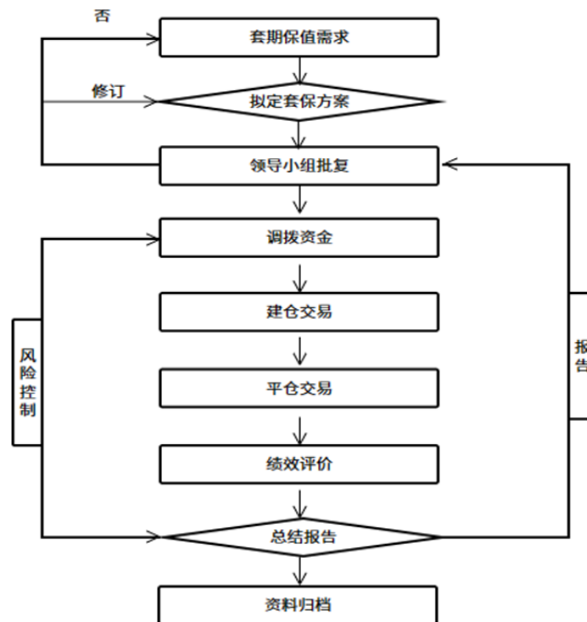 否
套期保值需求
修订
拟定套保方案
领导小组批复
调拨资金
建仓交易
风险控制
报告
平仓交易
绩效评价
总结报告
资料归档